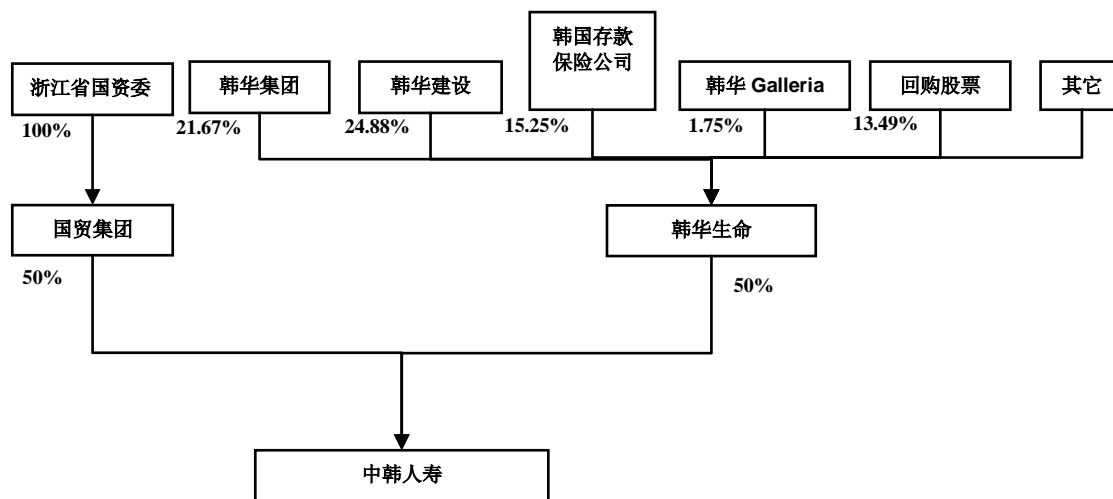 韩国存款
保险公司
浙江省国资委
韩华集团
韩华建设
韩华 Galleria
回购股票
其它
100%
21.67%
24.88%
15.25%
1.75%
13.49%
国贸集团
韩华生命
50%
50%
中韩人寿